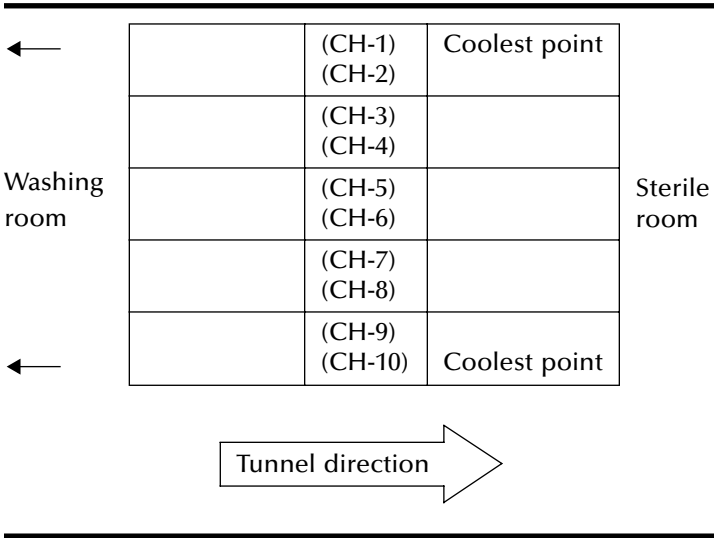 (CH-1) Coolest point
(CH-2)
(CH-3)
(CH-4)
Washing
room
(CH-5)
(CH-6)
Sterile
room
(CH-7)
(CH-8)
(CH-9)
(CH-10) Coolest point
Tunnel direction